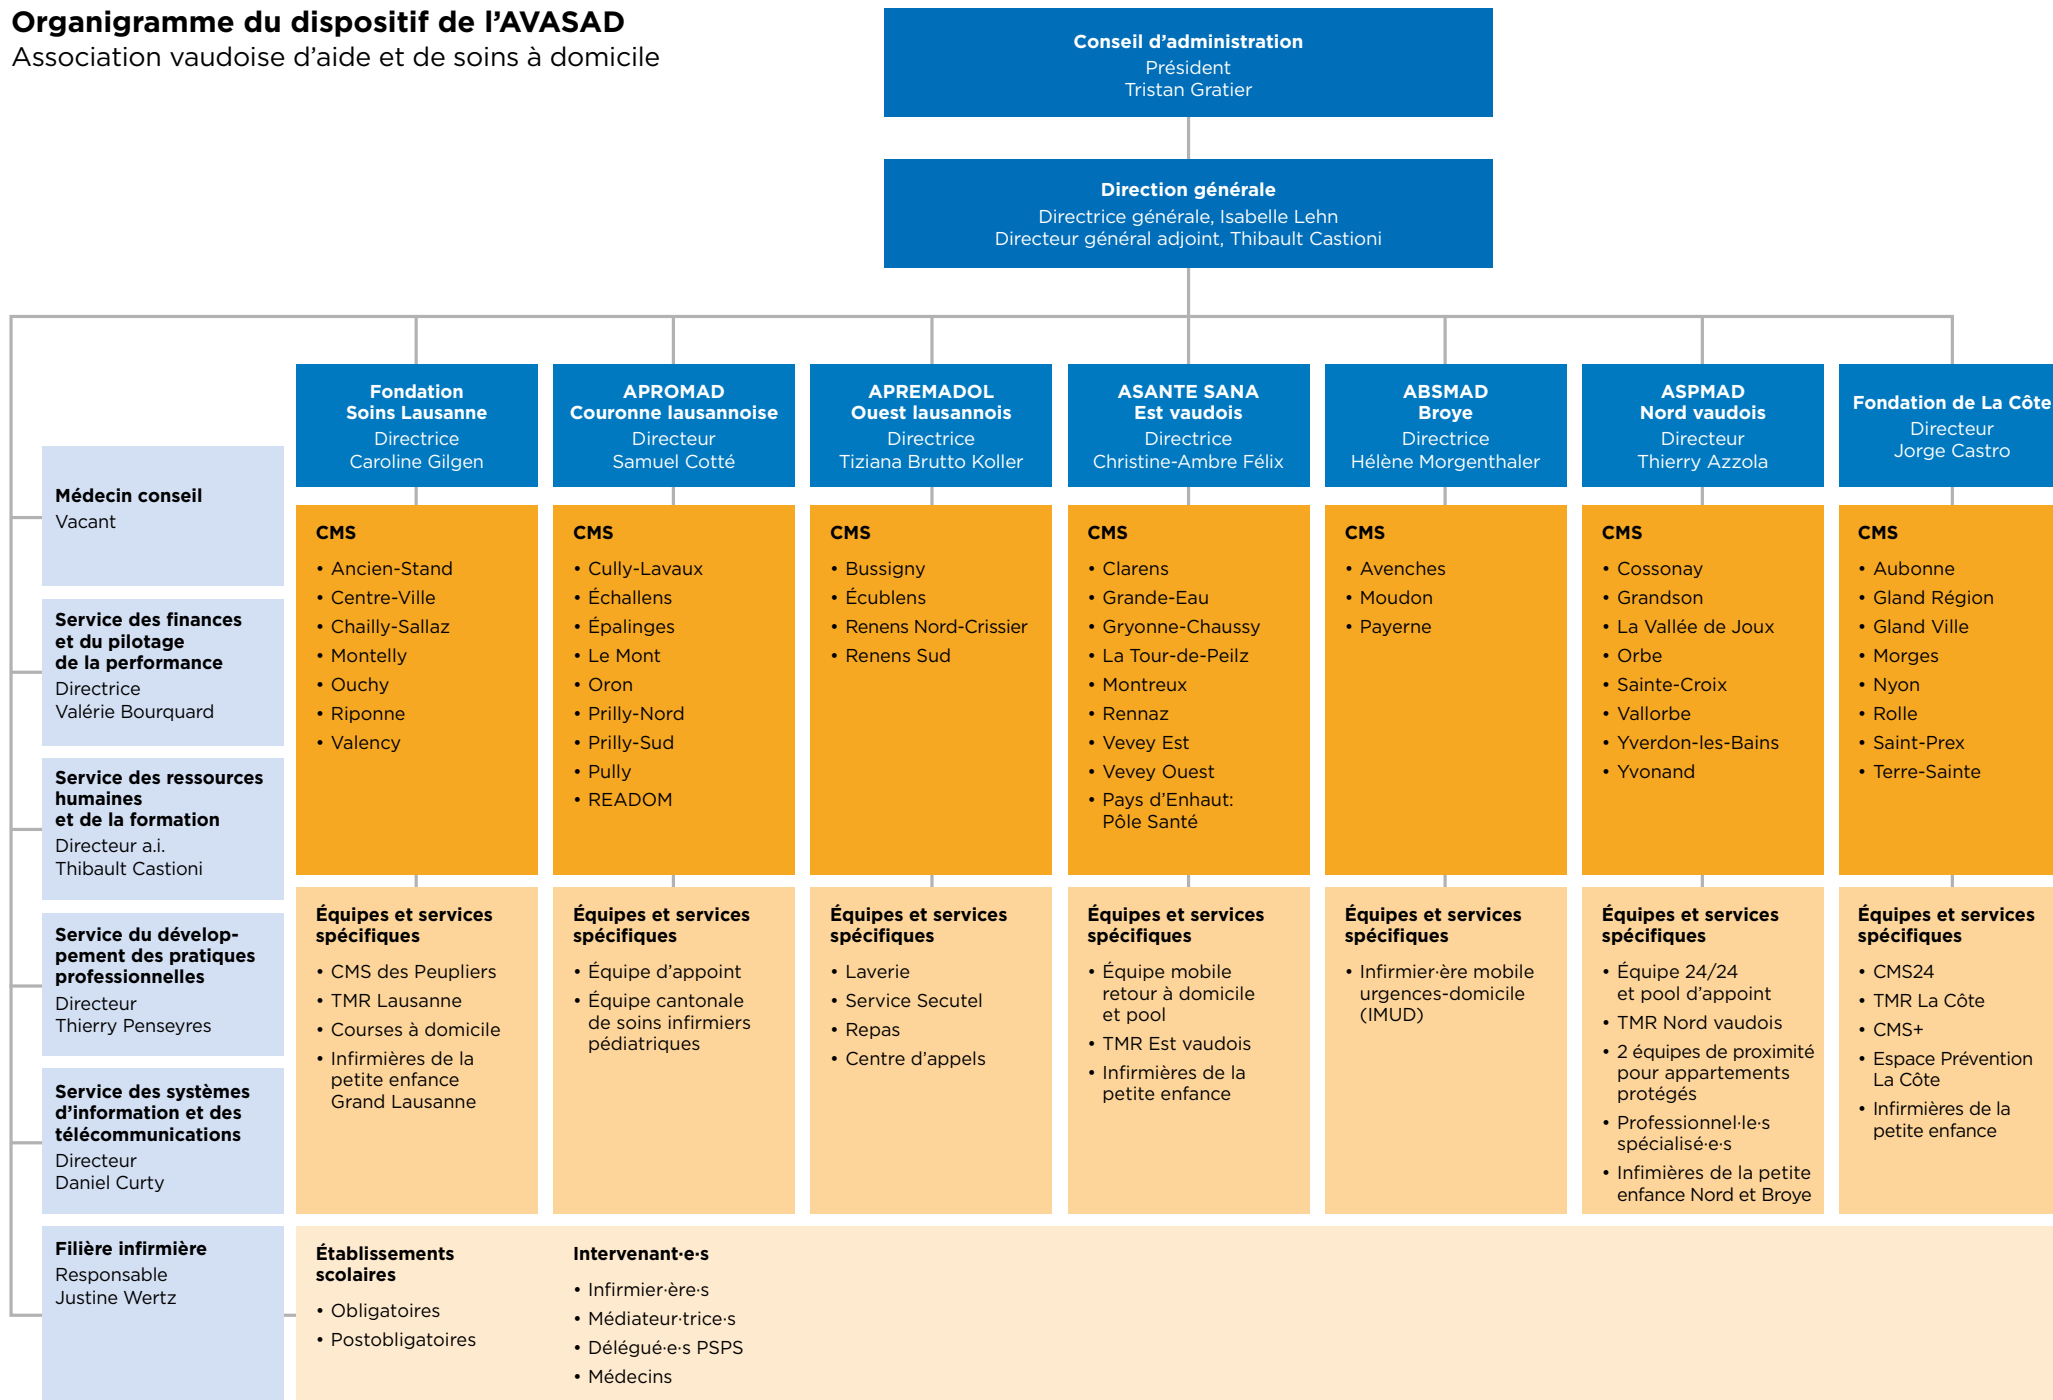 Organigramme du dispositif de l’AVASAD
Association vaudoise d’aide et de soins à domicile
Conseil d’administration
Président
Tristan Gratier
Direction générale
Directrice générale, Isabelle Lehn
Directeur général adjoint, Thibault Castioni
Médecin conseil
Vacant
Service des finances
et du pilotage
de la performance
Directrice
Valérie Bourquard
Service des ressources
humaines
et de la formation
Directeur a.i.
Thibault Castioni
Service du dévelop-
pement des pratiques
professionnelles
Directeur
Thierry Penseyres
Service des systèmes
d’information et des
télécommunications
Directeur
Daniel Curty
Filière infirmière
Responsable
Justine Wertz
Fondation
Soins Lausanne
Directrice
Caroline Gilgen
CMS
• Ancien-Stand
• Centre-Ville
• Chailly-Sallaz
• Montelly
• Ouchy
• Riponne
• Valency
Équipes et services
spécifiques
• CMS des Peupliers
• TMR Lausanne
• Courses à domicile
• Infirmières de la
petite enfance
Grand Lausanne
APROMAD
Couronne lausannoise
Directeur
Samuel Cotté
CMS
• Cully-Lavaux
• Échallens
• Épalinges
• Le Mont
• Oron
• Prilly-Nord
• Prilly-Sud
• Pully
• READOM
Équipes et services
spécifiques
• Équipe d’appoint
• Équipe cantonale
de soins infirmiers
pédiatriques
APREMADOL
Ouest lausannois
Directrice
Tiziana Brutto Koller
CMS
• Bussigny
• Écublens
• Renens Nord-Crissier
• Renens Sud
Équipes et services
spécifiques
• Laverie
• Service Secutel
• Repas
• Centre d’appels
ASANTE SANA
Est vaudois
Directrice
Christine-Ambre Félix
CMS
• Clarens
• Grande-Eau
• Gryonne-Chaussy
• La Tour-de-Peilz
• Montreux
• Rennaz
• Vevey Est
• Vevey Ouest
• Pays d’Enhaut:
Pôle Santé
Équipes et services
spécifiques
• Équipe mobile
retour à domicile
et pool
• TMR Est vaudois
• Infirmières de la
petite enfance
ABSMAD
Broye
Directrice
Hélène Morgenthaler
CMS
• Avenches
• Moudon
• Payerne
Équipes et services
spécifiques
• Infirmier·ère mobile
urgences-domicile
(IMUD)
ASPMAD
Nord vaudois
Directeur
Thierry Azzola
CMS
• Cossonay
• Grandson
• La Vallée de Joux
• Orbe
• Sainte-Croix
• Vallorbe
• Yverdon-les-Bains
• Yvonand
Équipes et services
spécifiques
• Équipe 24/24
et pool d’appoint
• TMR Nord vaudois
• 2 équipes de proximité
pour appartements
protégés
• Professionnel·le·s
spécialisé·e·s
• Infimières de la petite
enfance Nord et Broye
Fondation de La Côte
Directeur
Jorge Castro
CMS
• Aubonne
• Gland Région
• Gland Ville
• Morges
• Nyon
• Rolle
• Saint-Prex
• Terre-Sainte
Équipes et services
spécifiques
• CMS24
• TMR La Côte
• CMS+
• Espace Prévention
La Côte
• Infirmières de la
petite enfance
Établissements
scolaires
• Obligatoires
• Postobligatoires
Intervenant·e·s
• Infirmier·ère·s
• Médiateur·trice·s
• Délégué·e·s PSPS
• Médecins